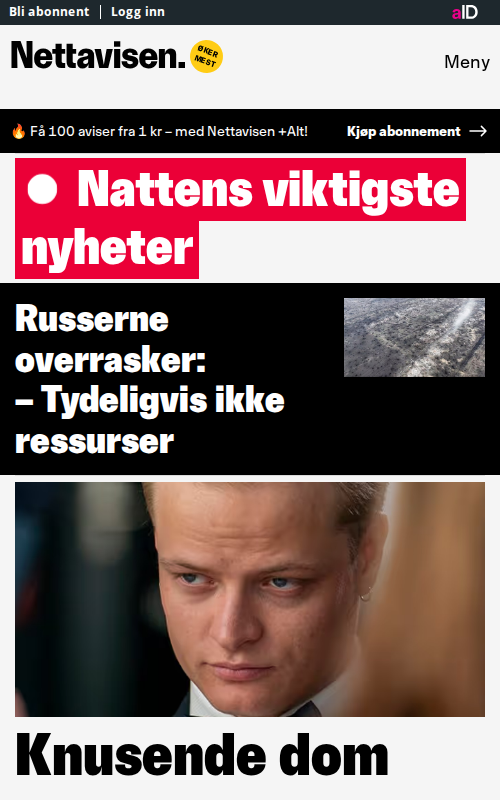 Bli abonnent | Logg inn
aID
Nettavisen. ØKER MEST
Meny
🔥 Få 100 aviser fra 1 kr – med Nettavisen +Alt! Kjøp abonnement →
Nattens viktigste
nyheter
Russerne
overrasker:
– Tydeligvis ikke
ressurser
Knusende dom